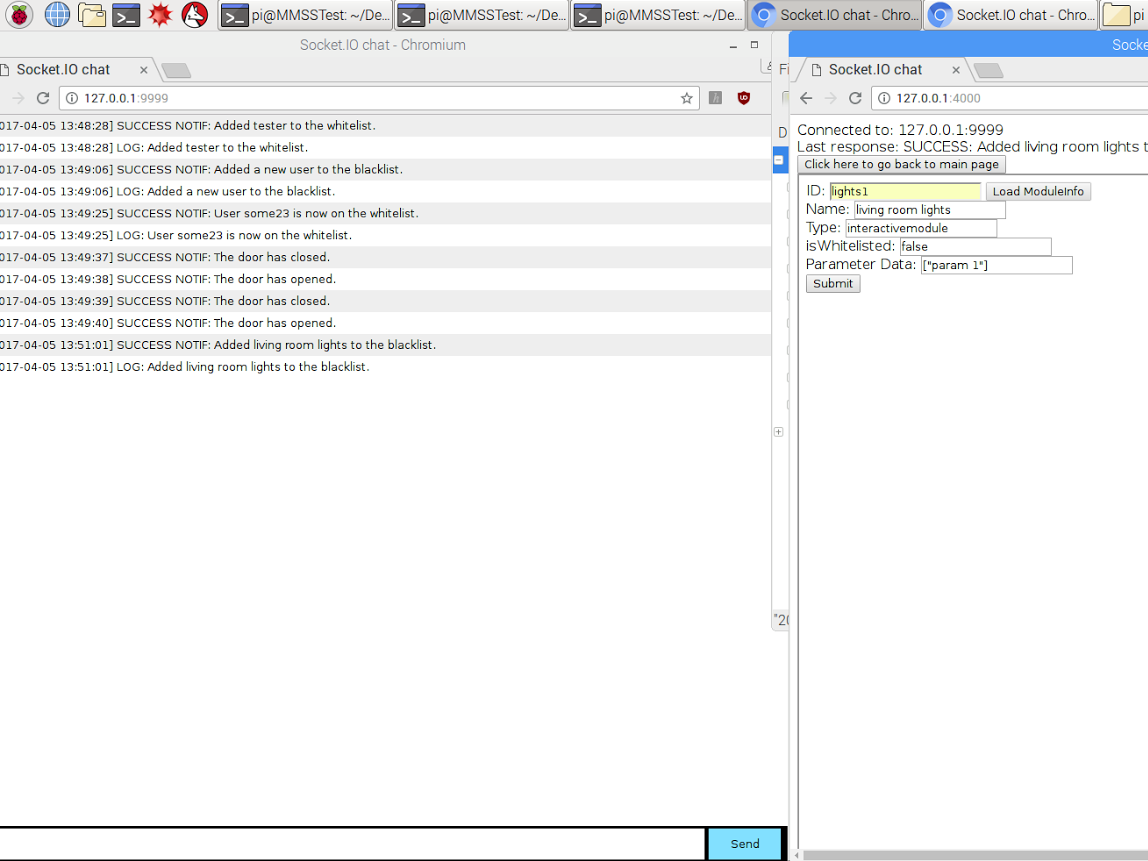 pi@MMSSTest: ~/De... pi@MMSSTest: ~/De... pi@MMSSTest: ~/De... Socket.IO chat - Chro... Socket.IO chat - Chro... pi
Socket.IO chat - Chromium
Socket.IO chat
127.0.0.1:9999
017-04-05 13:48:28] SUCCESS NOTIF: Added tester to the whitelist.
017-04-05 13:48:28] LOG: Added tester to the whitelist.
017-04-05 13:49:06] SUCCESS NOTIF: Added a new user to the blacklist.
017-04-05 13:49:06] LOG: Added a new user to the blacklist.
017-04-05 13:49:25] SUCCESS NOTIF: User some23 is now on the whitelist.
017-04-05 13:49:25] LOG: User some23 is now on the whitelist.
017-04-05 13:49:37] SUCCESS NOTIF: The door has closed.
017-04-05 13:49:38] SUCCESS NOTIF: The door has opened.
017-04-05 13:49:39] SUCCESS NOTIF: The door has closed.
017-04-05 13:49:40] SUCCESS NOTIF: The door has opened.
017-04-05 13:51:01] SUCCESS NOTIF: Added living room lights to the blacklist.
017-04-05 13:51:01] LOG: Added living room lights to the blacklist.
Send
Fi
D
"20
Socke
Socket.IO chat
127.0.0.1:4000
Connected to: 127.0.0.1:9999
Last response: SUCCESS: Added living room lights t
Click here to go back to main page
ID: lights1 Load ModuleInfo
Name: living room lights
Type: interactivemodule
isWhitelisted: false
Parameter Data: ["param 1"]
Submit